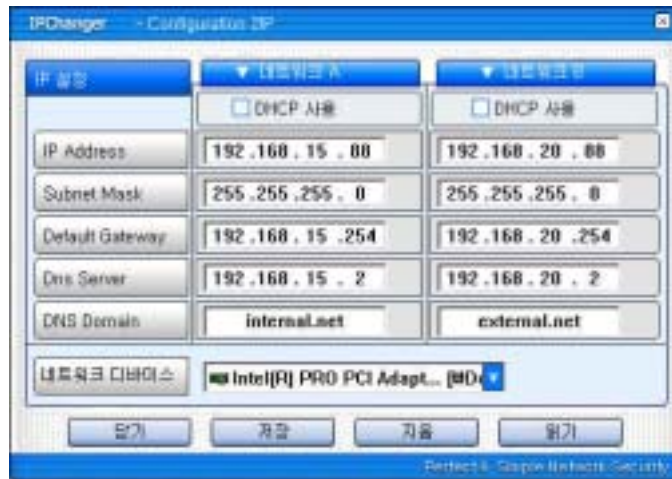 IPChanger - Configuration ZIP
IP 설정 ▼ 네트워크 A ▼ 네트워크 B
DHCP 사용 DHCP 사용
IP Address 192 .168 . 15 . 88 192 .168 . 20 . 88
Subnet Mask 255 .255 .255 . 0 255 .255 .255 . 0
Default Gateway 192 .168 . 15 .254 192 .168 . 20 .254
Dns Server 192 .168 . 15 . 2 192 .168 . 20 . 2
DNS Domain internal.net external.net
네트워크 디바이스 Intel(R) PRO PCI Adapt...
닫기 저장 지움 읽기
Perfect & Simple Network Security